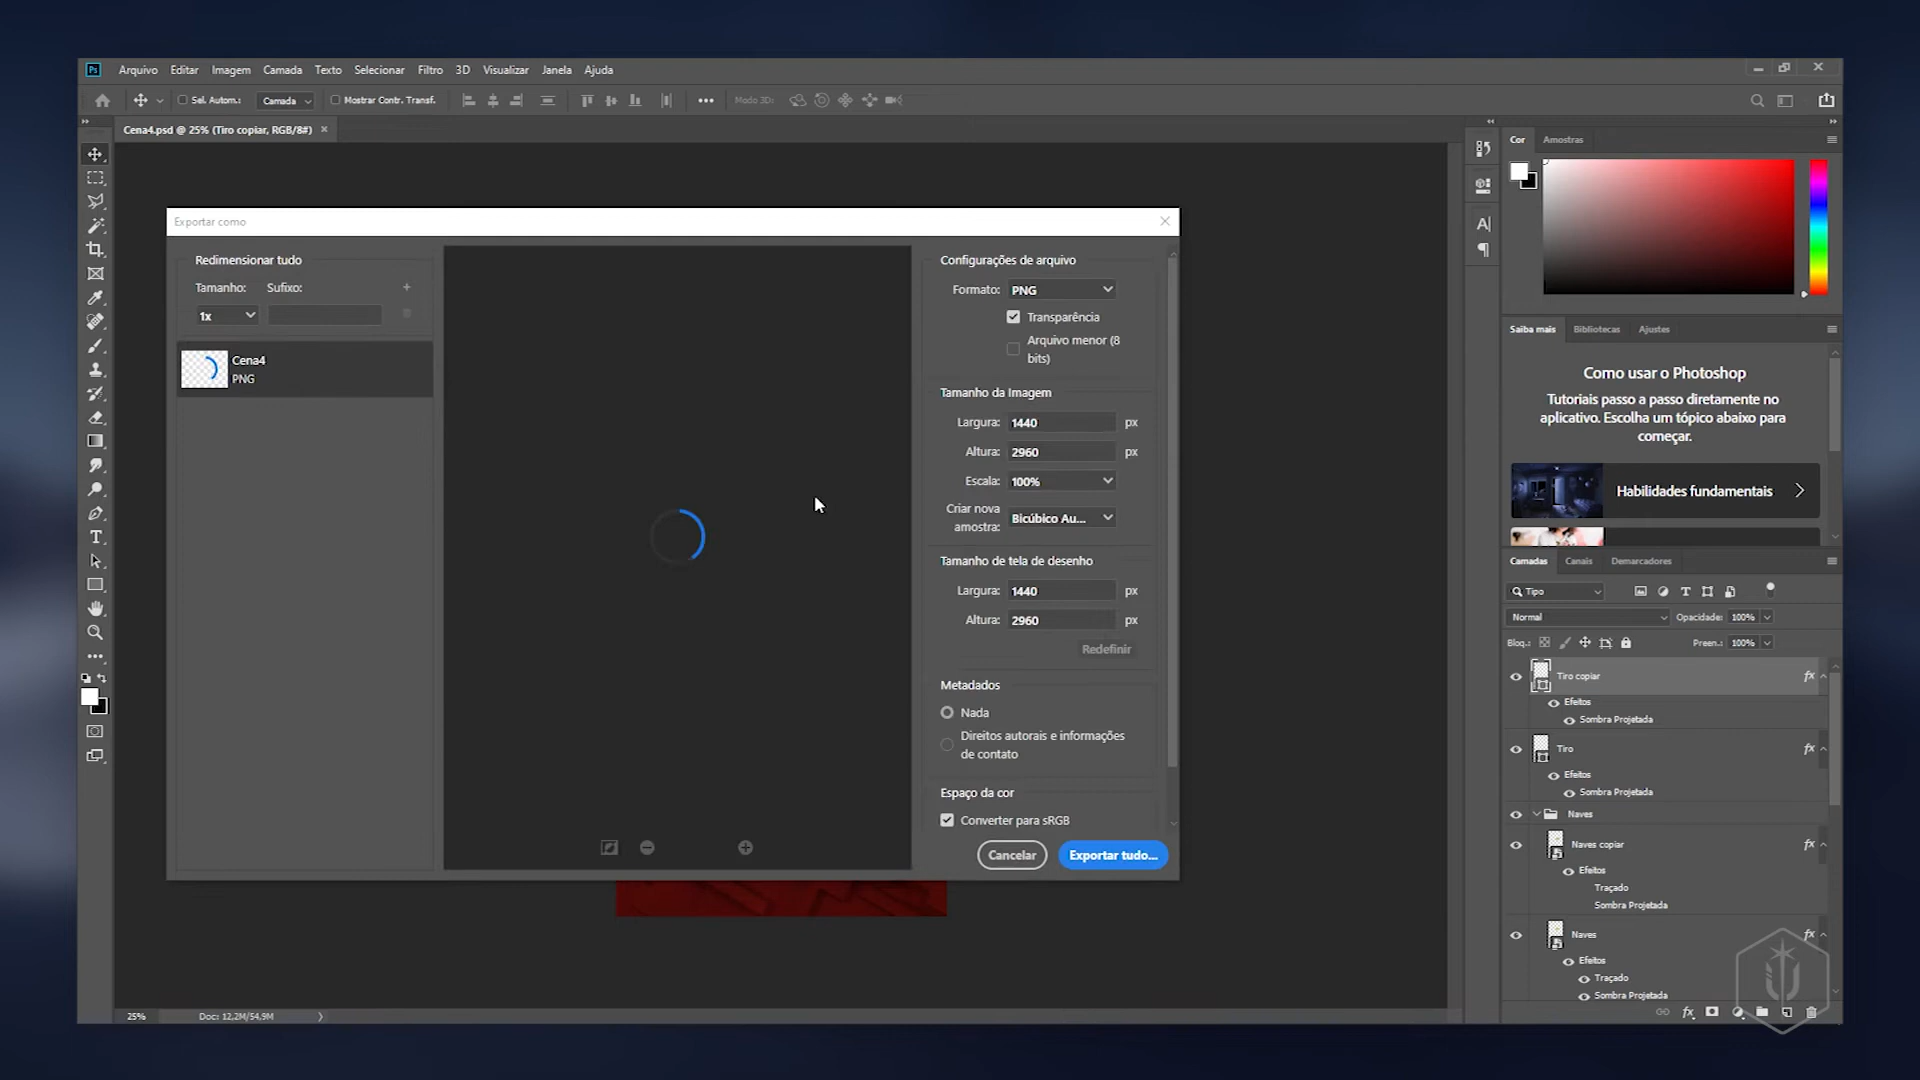 Ps Arquivo Editar Imagem Camada Texto Selecionar Filtro 3D Visualizar Janela Ajuda
Sel. Autom.: Camada Mostrar Contr. Transf. Modo 3D:
Cena4.psd @ 25% (Tiro copiar, RGB/8#)
Exportar como
Redimensionar tudo
Tamanho: Sufixo:
1x
Cena4
PNG
Configurações de arquivo
Formato: PNG
Transparência
Arquivo menor (8
bits)
Tamanho da Imagem
Largura: 1440 px
Altura: 2960 px
Escala: 100%
Criar nova
amostra: Bicúbico Au...
Tamanho de tela de desenho
Largura: 1440 px
Altura: 2960 px
Redefinir
Metadados
Nada
Direitos autorais e informações
de contato
Espaço da cor
Converter para sRGB
Cancelar Exportar tudo...
Cor Amostras
Saiba mais Bibliotecas Ajustes
Como usar o Photoshop
Tutoriais passo a passo diretamente no
aplicativo. Escolha um tópico abaixo para
começar.
Habilidades fundamentais
Camadas Canais Demarcadores
Tipo
Normal Opacidade: 100%
Bloq.: Preen.: 100%
Tiro copiar fx
Efeitos
Sombra Projetada
Tiro fx
Efeitos
Sombra Projetada
Naves
Naves copiar fx
Efeitos
Traçado
Sombra Projetada
Naves fx
Efeitos
Traçado
Sombra Projetada
25% Doc: 12,2M/54,9M